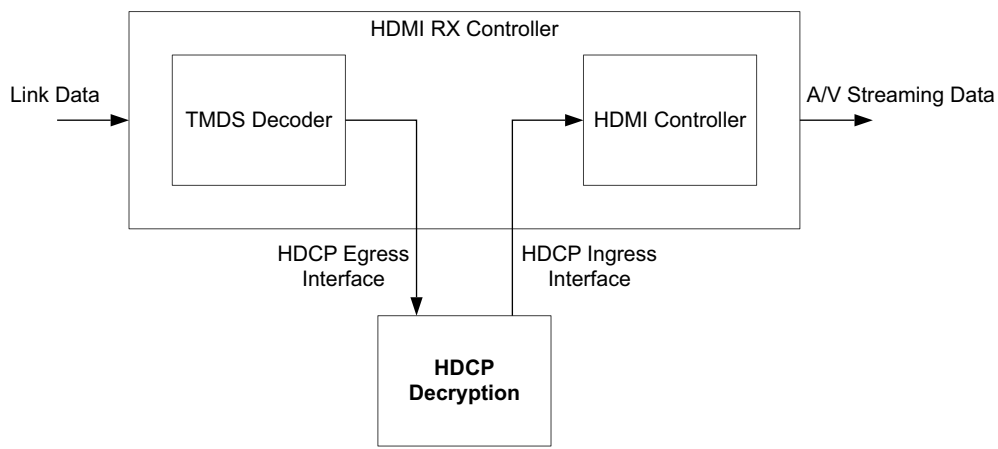 HDMI RX Controller
Link Data
TMDS Decoder
HDMI Controller
A/V Streaming Data
HDCP Egress
Interface
HDCP Ingress
Interface
HDCP
Decryption